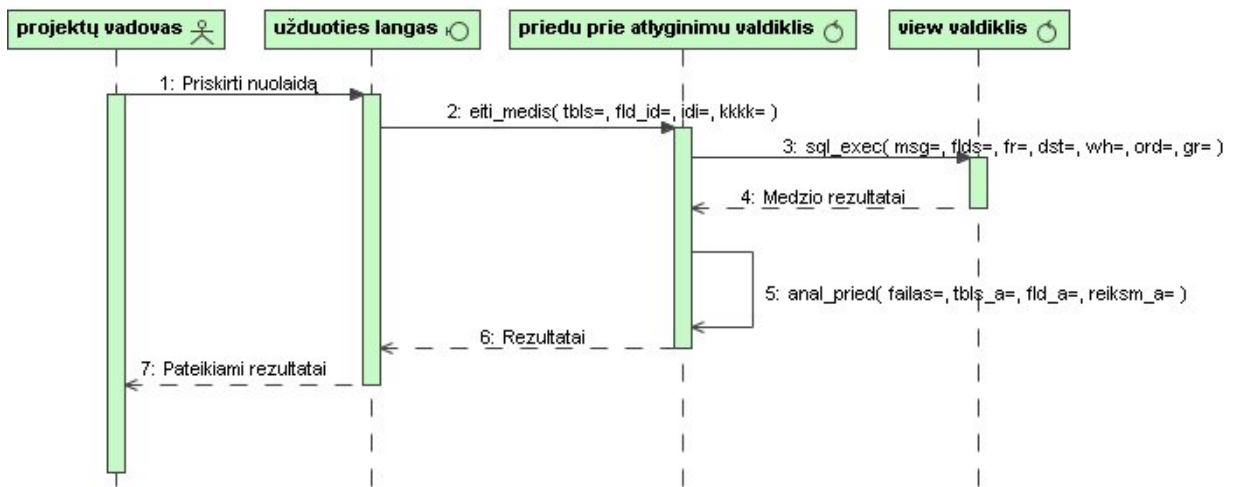 projektų vadovas
užduoties langas
priedu prie atlyginimu valdiklis
view valdiklis
1: Priskirti nuolaidą
2: eiti_medis( tbls=, fld_id=, idi=, kkkk= )
3: sql_exec( msg=, flds=, fr=, dst=, wh=, ord=, gr= )
4: Medzio rezultatai
5: anal_pried( failas=, tbls_a=, fld_a=, reiksm_a= )
6: Rezultatai
7: Pateikiami rezultatai